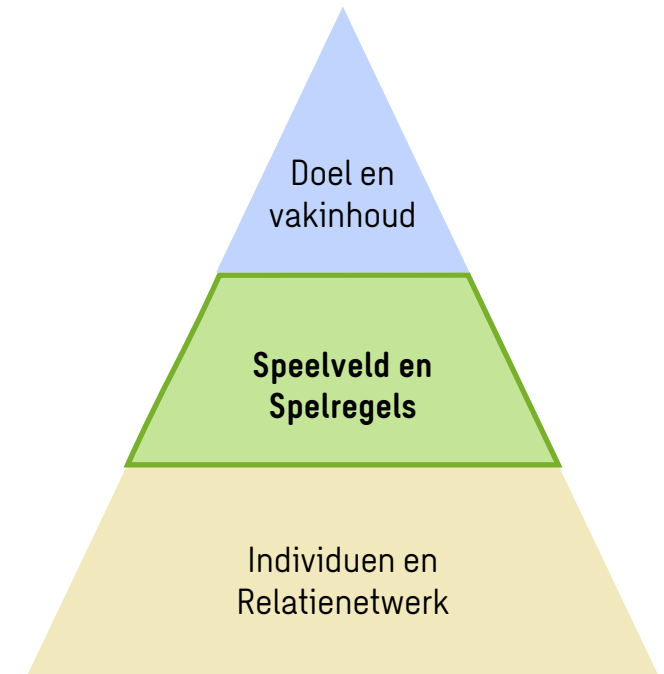 Doel en
vakinhoud
Speelveld en
Spelregels
Individuen en
Relatienetwerk